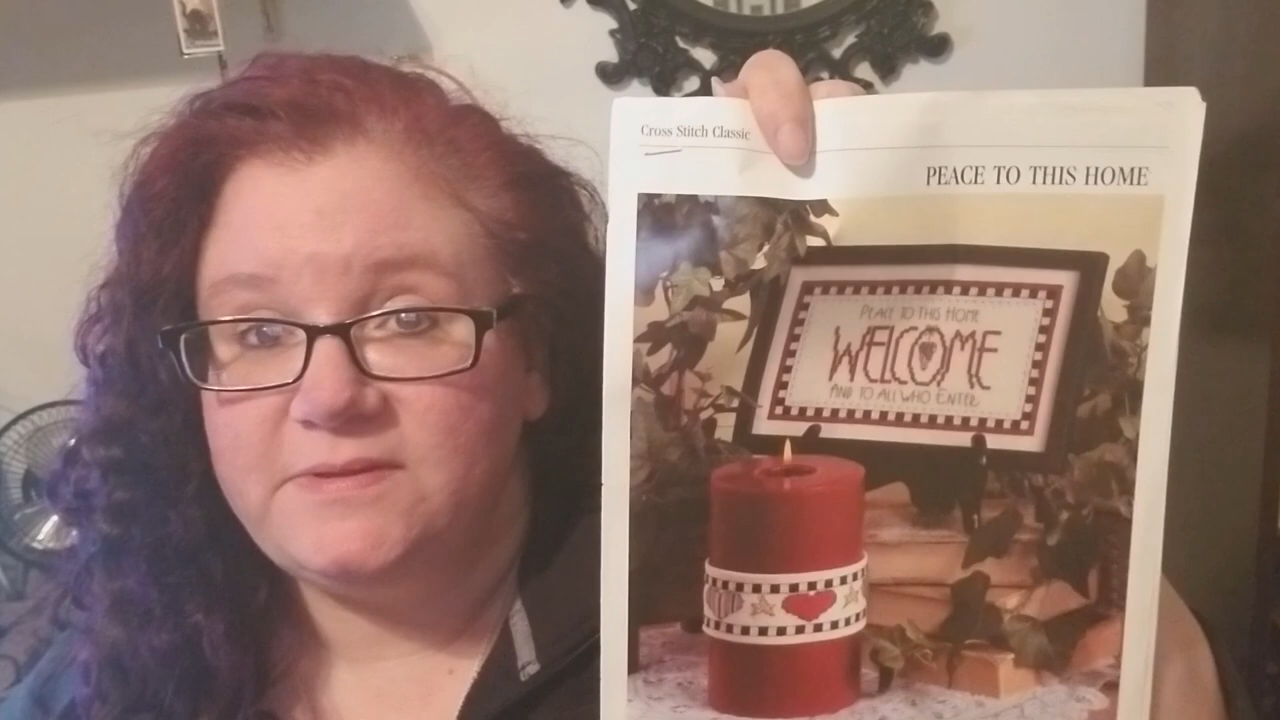 Cross Stitch Classic
PEACE TO THIS HOME
PEACE TO THIS HOME
WELCOME
AND TO ALL WHO ENTER